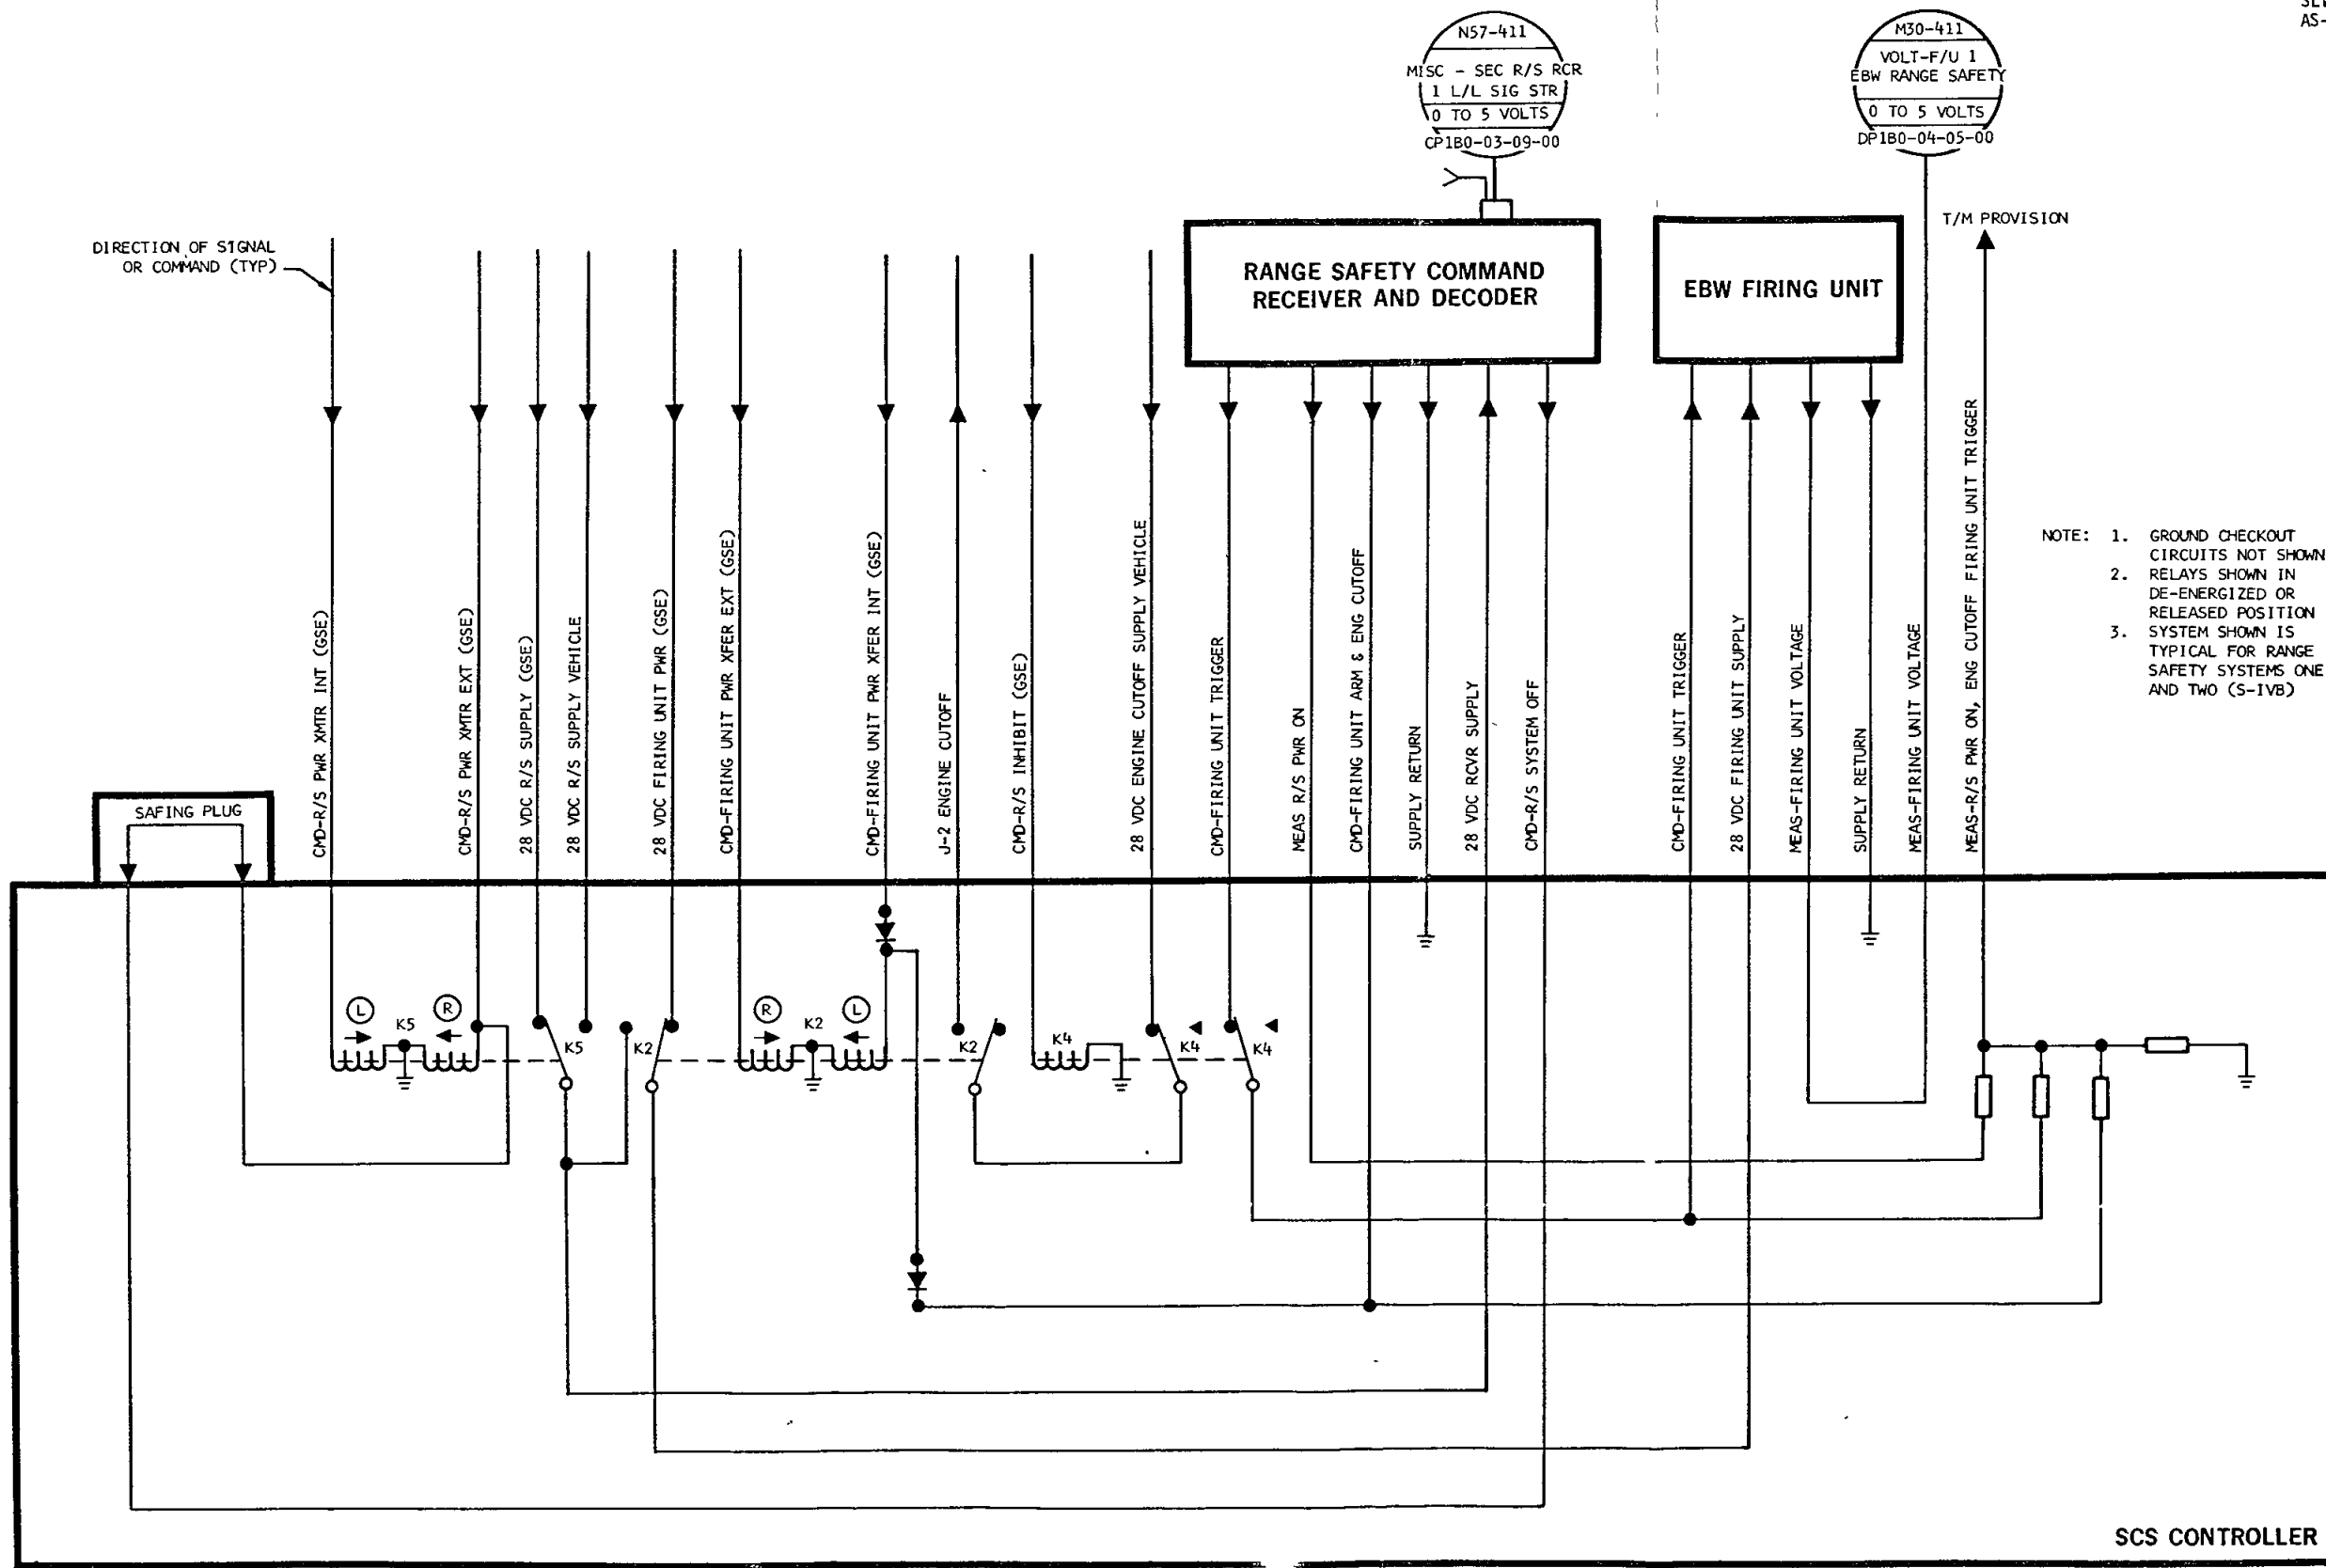 AS-
N57-411
MISC - SEC R/S RCR
1 L/L SIG STR
0 TO 5 VOLTS
CP1B0-03-09-00
M30-411
VOLT-F/U 1
EBW RANGE SAFETY
0 TO 5 VOLTS
DP1B0-04-05-00
T/M PROVISION
DIRECTION OF SIGNAL
OR COMMAND (TYP)
RANGE SAFETY COMMAND
RECEIVER AND DECODER
EBW FIRING UNIT
CMD-R/S PWR XMTR INT (GSE)
CMD-R/S PWR XMTR EXT (GSE)
28 VDC R/S SUPPLY (GSE)
28 VDC R/S SUPPLY VEHICLE
28 VDC FIRING UNIT PWR (GSE)
CMD-FIRING UNIT PWR XFER EXT (GSE)
CMD-FIRING UNIT PWR XFER INT (GSE)
J-2 ENGINE CUTOFF
CMD-R/S INHIBIT (GSE)
28 VDC ENGINE CUTOFF SUPPLY VEHICLE
CMD-FIRING UNIT TRIGGER
MEAS R/S PWR ON
CMD-FIRING UNIT ARM & ENG CUTOFF
SUPPLY RETURN
28 VDC RCVR SUPPLY
CMD-R/S SYSTEM OFF
CMD-FIRING UNIT TRIGGER
28 VDC FIRING UNIT SUPPLY
MEAS-FIRING UNIT VOLTAGE
SUPPLY RETURN
MEAS-FIRING UNIT VOLTAGE
MEAS-R/S PWR ON, ENG CUTOFF FIRING UNIT TRIGGER
NOTE: 1. GROUND CHECKOUT
CIRCUITS NOT SHOWN
2. RELAYS SHOWN IN
DE-ENERGIZED OR
RELEASED POSITION
3. SYSTEM SHOWN IS
TYPICAL FOR RANGE
SAFETY SYSTEMS ONE
AND TWO (S-IVB)
SAFING PLUG
L
K5
R
K5
K2
R
K2
L
K2
K4
K4
K4
SCS CONTROLLER